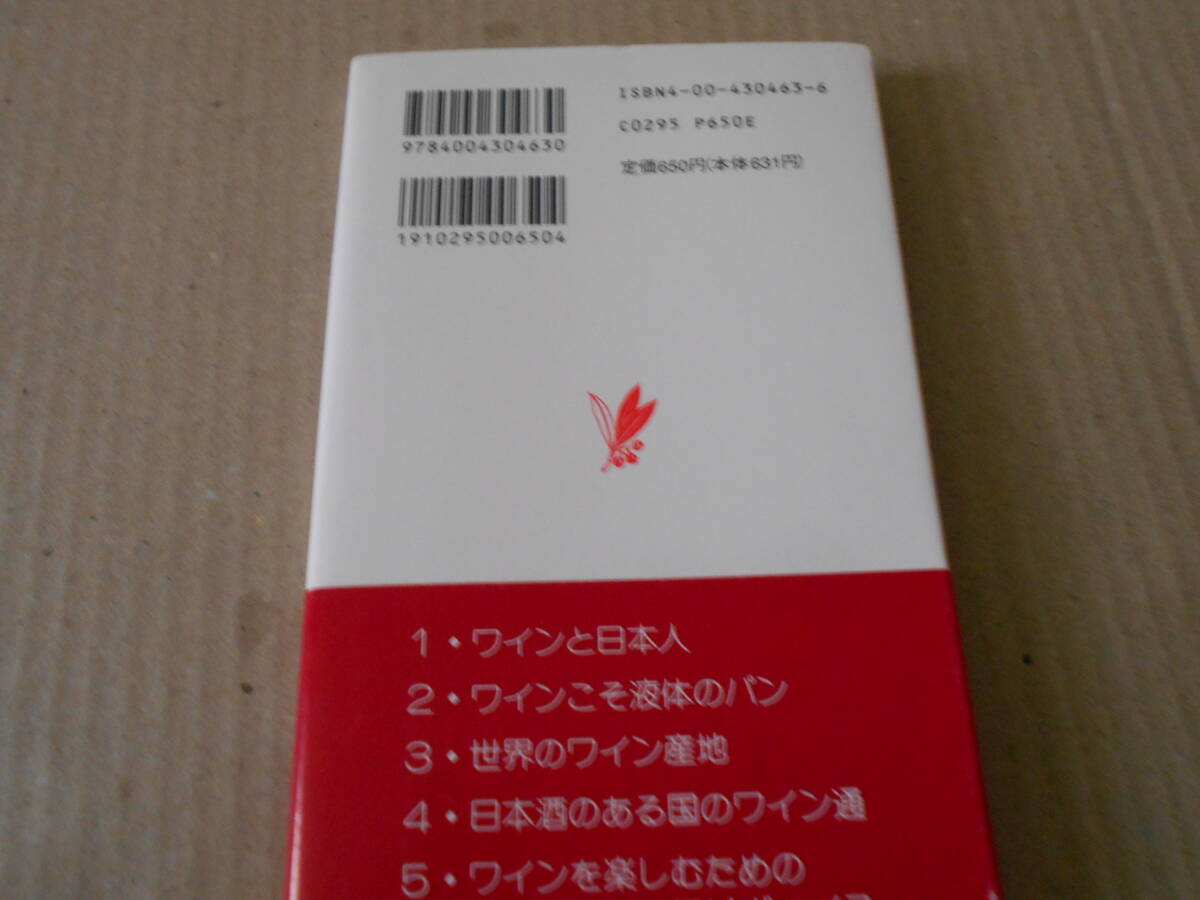 9784004304630
1910295006504
ISBN4-00-430463-6
C0295 P650E
定価650円(本体631円)
1・ワインと日本人
2・ワインこそ液体のパン
3・世界のワイン産地
4・日本酒のある国のワイン通
5・ワインを楽しむための